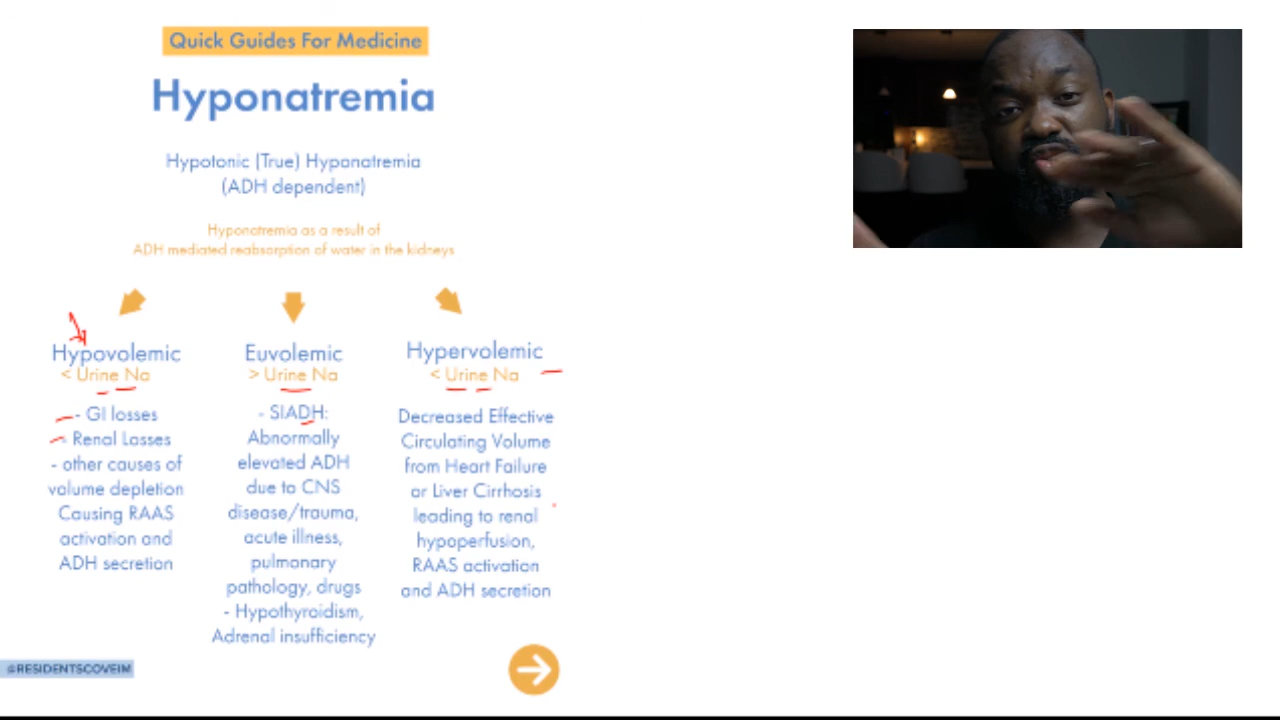 Quick Guides For Medicine
Hyponatremia
Hypotonic (True) Hyponatremia
(ADH dependent)
Hyponatremia as a result of
ADH mediated reabsorption of water in the kidneys
Hypovolemic
< Urine Na
- GI losses
- Renal Losses
- other causes of
volume depletion
Causing RAAS
activation and
ADH secretion
Euvolemic
> Urine Na
- SIADH:
Abnormally
elevated ADH
due to CNS
disease/trauma,
acute illness,
pulmonary
pathology, drugs
- Hypothyroidism,
Adrenal insufficiency
Hypervolemic
< Urine Na
Decreased Effective
Circulating Volume
from Heart Failure
or Liver Cirrhosis
leading to renal
hypoperfusion,
RAAS activation
and ADH secretion
@RESIDENTSCOVEIM